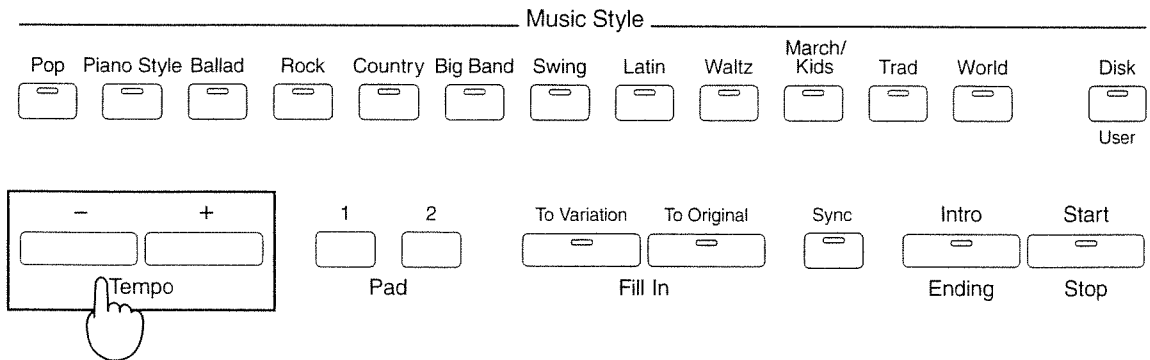 Music Style
Pop Piano Style Ballad Rock Country Big Band Swing Latin Waltz March/
Kids Trad World Disk
User
− + 1 2 To Variation To Original Sync Intro Start
Tempo Pad Fill In Ending Stop